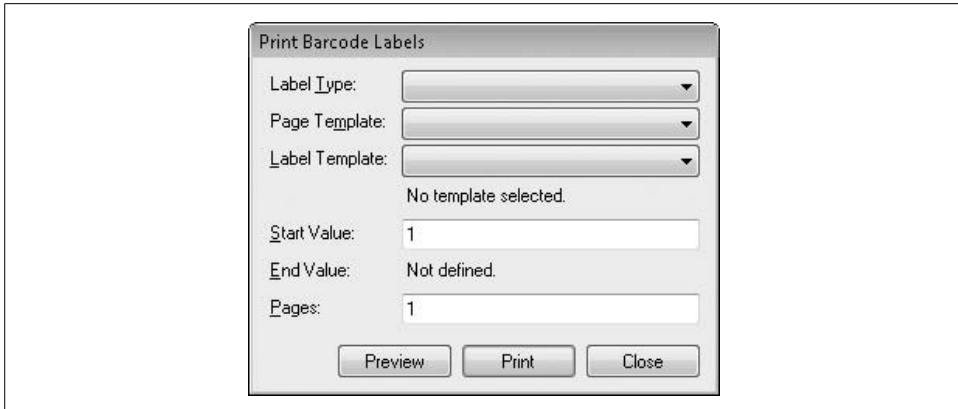 Print Barcode Labels
Label Type:
Page Template:
Label Template:
No template selected.
Start Value: 1
End Value: Not defined.
Pages: 1
Preview Print Close